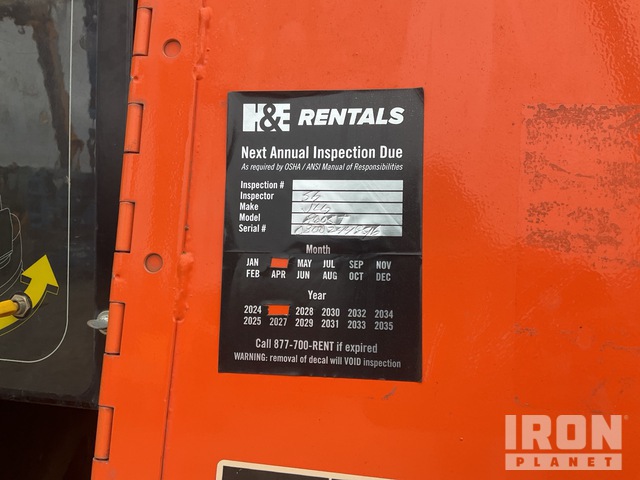 H&E RENTALS
Next Annual Inspection Due
As required by OSHA / ANSI Manual of Responsibilities
Inspection #
Inspector
Make JLG
Model
Serial #
Month
JAN MAY JUL SEP NOV
FEB APR JUN AUG OCT DEC
Year
2024 2028 2030 2032 2034
2025 2027 2029 2031 2033 2035
Call 877-700-RENT if expired
WARNING: removal of decal will VOID inspection
IRON
PLANET